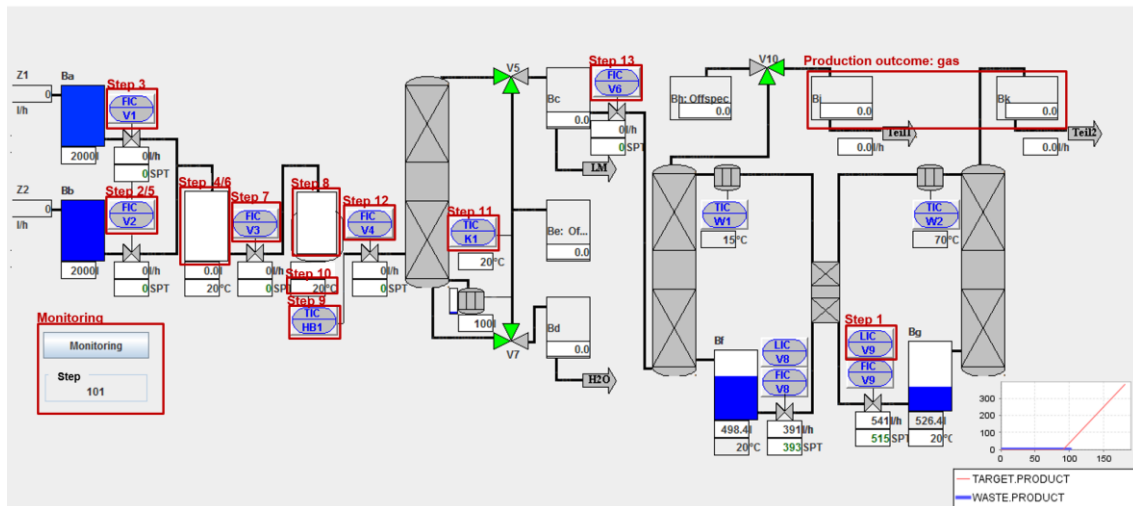 Z1
0
l/h
Ba
2000l
Step 3
FIC
V1
0l/h
0SPT
Z2
0
l/h
Bb
2000l
Step 2/5
FIC
V2
0l/h
0SPT
Step 4/6
0.0l
20°C
Step 7
FIC
V3
0l/h
0SPT
Step 8
0l/h
20°C
Step 10
Step 9
TIC
HB1
Step 12
FIC
V4
0l/h
0SPT
Step 11
TIC
K1
20°C
100l
V5
V7
Bc
0.0
LM
Be: Of...
0.0
Bd
0.0
H2O
Step 13
FIC
V6
0l/h
0SPT
Bh: Offspec
0.0
V10
Production outcome: gas
Bi
0.0
Teil1
0.0l/h
Bk
0.0
Teil2
0.0l/h
TIC
W1
15°C
TIC
W2
70°C
Bf
498.4l
20°C
LIC
V8
FIC
V8
391l/h
393SPT
Step 1
LIC
V9
FIC
V9
541l/h
515SPT
Bg
526.4l
20°C
Monitoring
Monitoring
Step
101
300
200
100
0
0 50 100 150
TARGET.PRODUCT
WASTE.PRODUCT